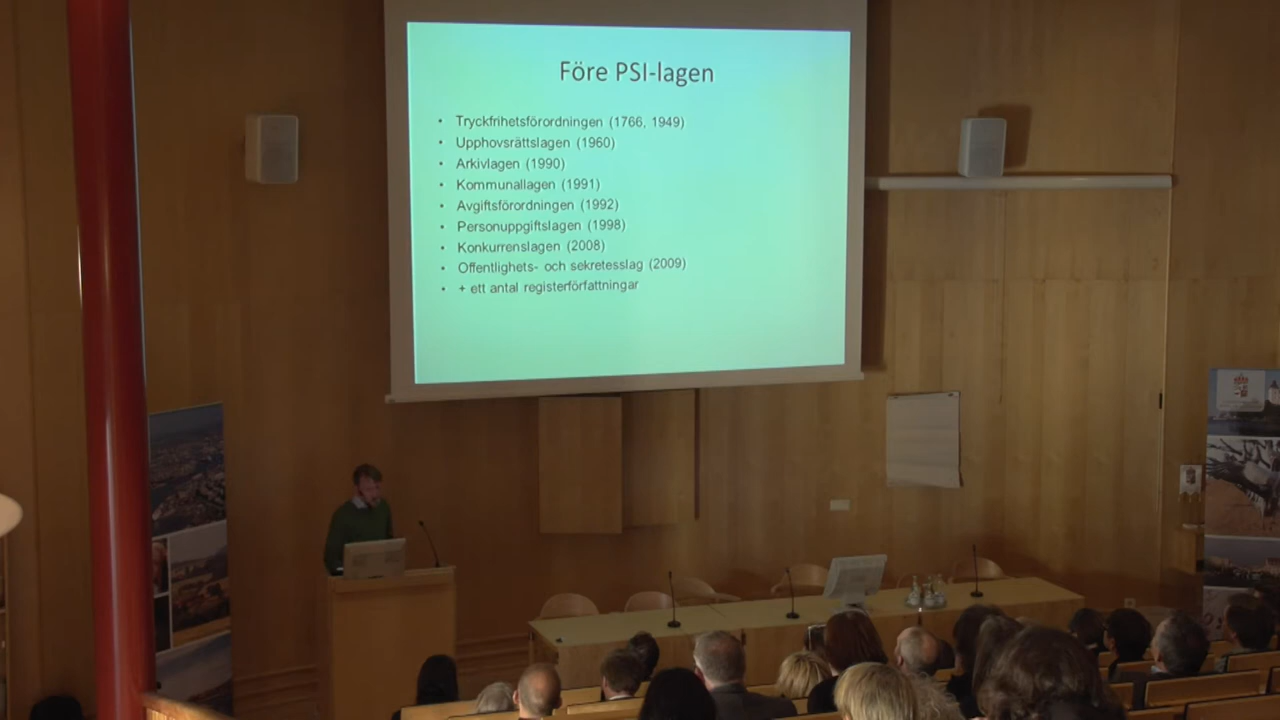 Före PSI-lagen
• Tryckfrihetsförordningen (1766, 1949)
• Upphovsrättslagen (1960)
• Arkivlagen (1990)
• Kommunallagen (1991)
• Avgiftsförordningen (1992)
• Personuppgiftslagen (1998)
• Konkurrenslagen (2008)
• Offentlighets- och sekretesslag (2009)
• + ett antal registerförfattningar